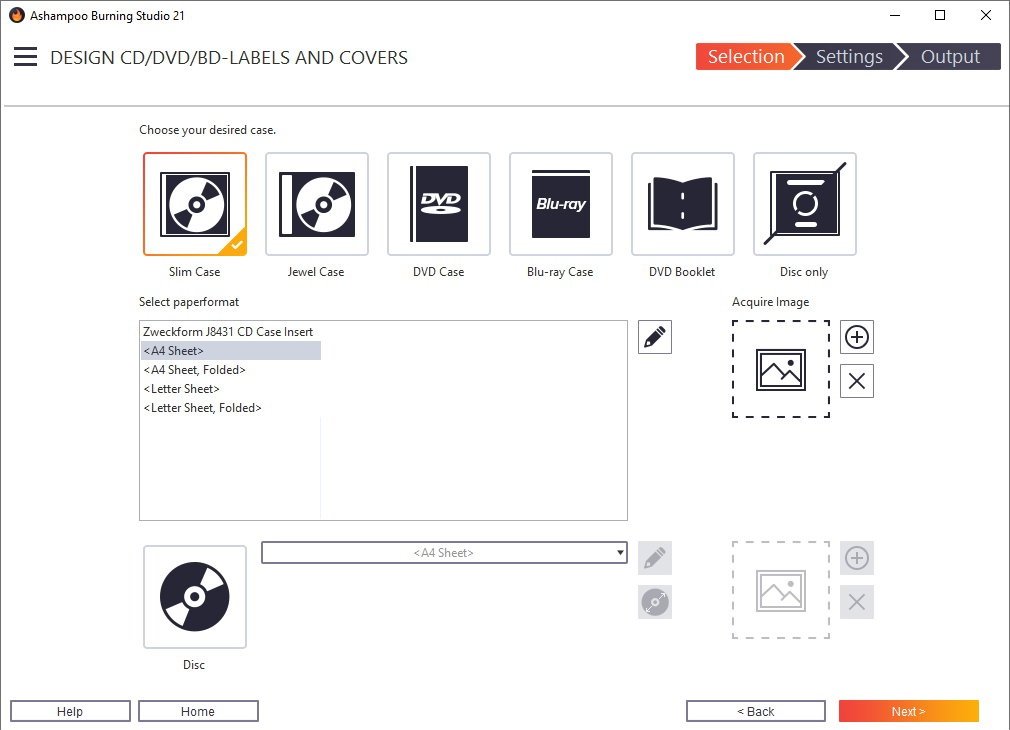 Ashampoo Burning Studio 21
DESIGN CD/DVD/BD-LABELS AND COVERS
Selection
Settings
Output
Choose your desired case.
DVD
Blu-ray
Slim Case
Jewel Case
DVD Case
Blu-ray Case
DVD Booklet
Disc only
Select paperformat
Acquire Image
Zweckform J8431 CD Case Insert
<A4 Sheet>
<A4 Sheet, Folded>
<Letter Sheet>
<Letter Sheet, Folded>
<A4 Sheet>
Disc
Help
Home
< Back
Next >